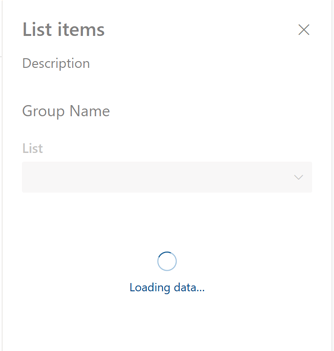 List items
Description
Group Name
List
Loading data...